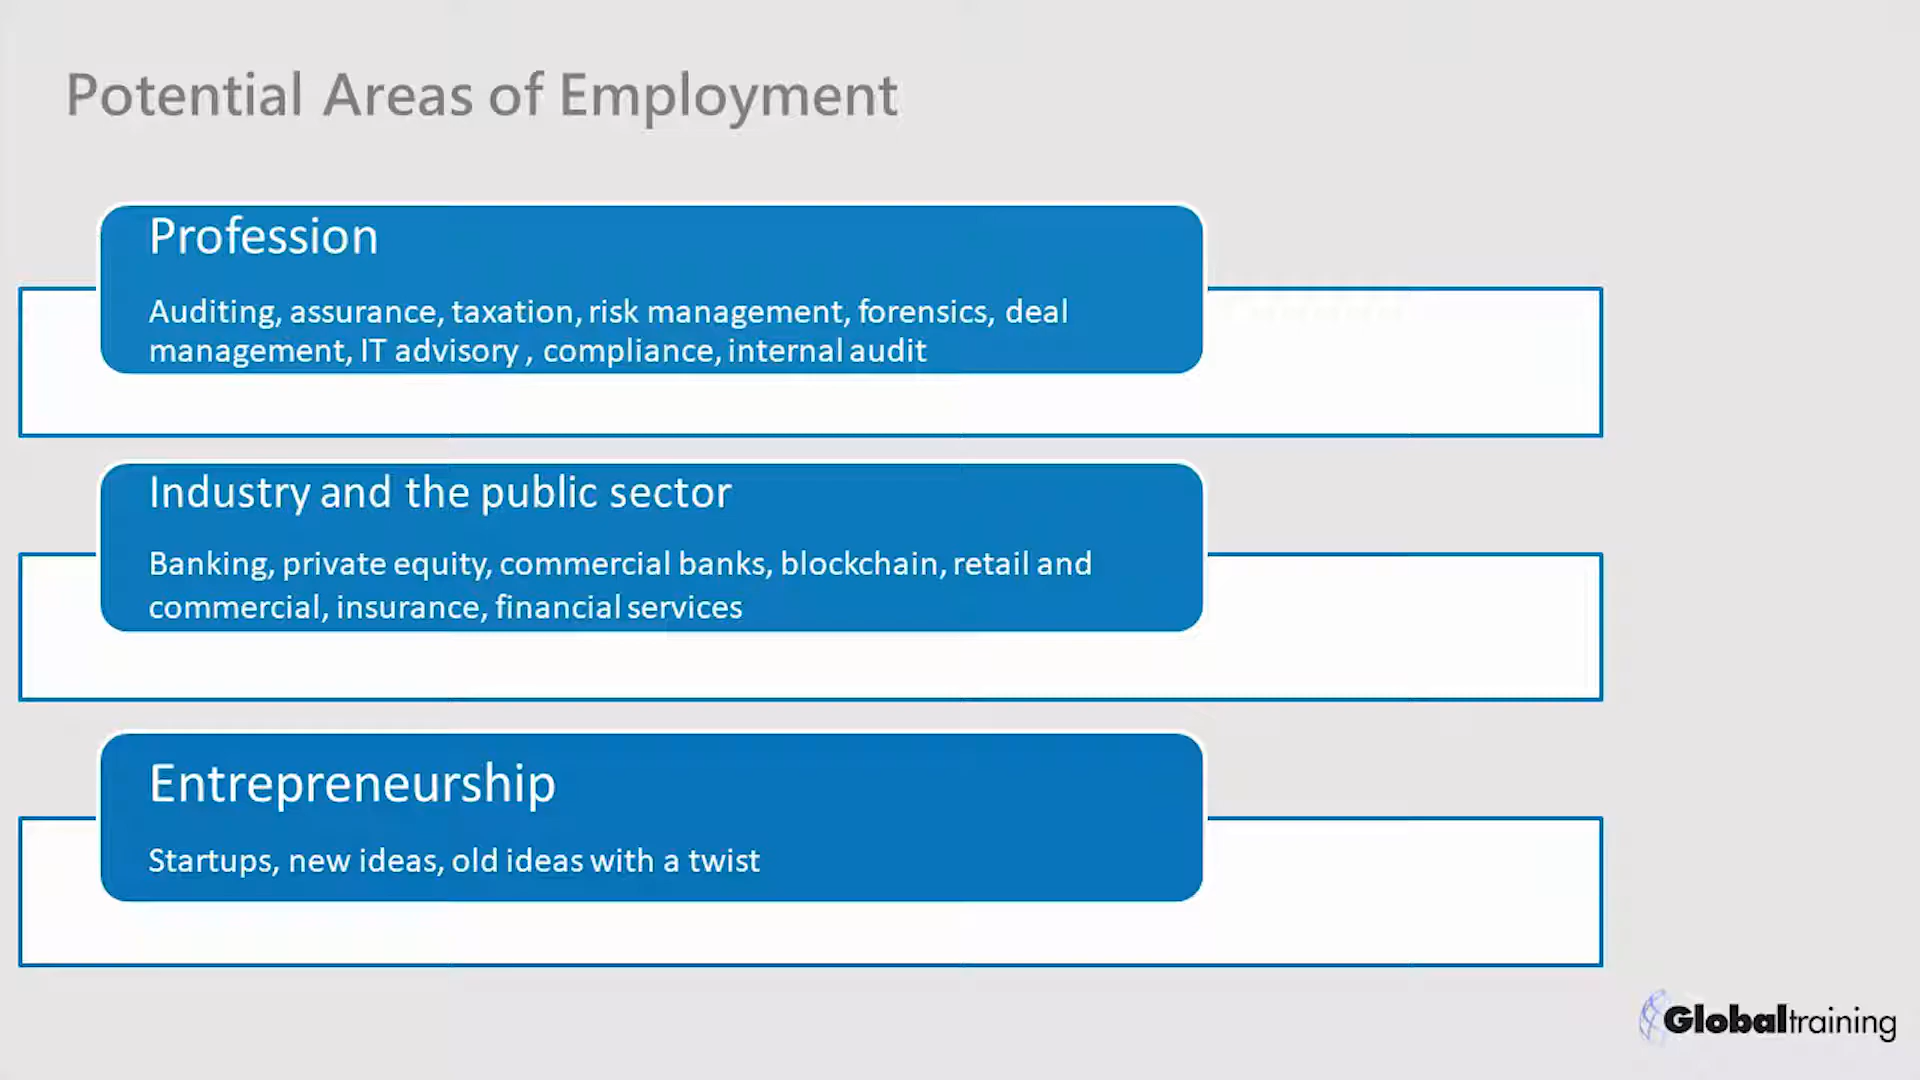 Potential Areas of Employment
Profession
Auditing, assurance, taxation, risk management, forensics, deal
management, IT advisory , compliance, internal audit
Industry and the public sector
Banking, private equity, commercial banks, blockchain, retail and
commercial, insurance, financial services
Entrepreneurship
Startups, new ideas, old ideas with a twist
Globaltraining